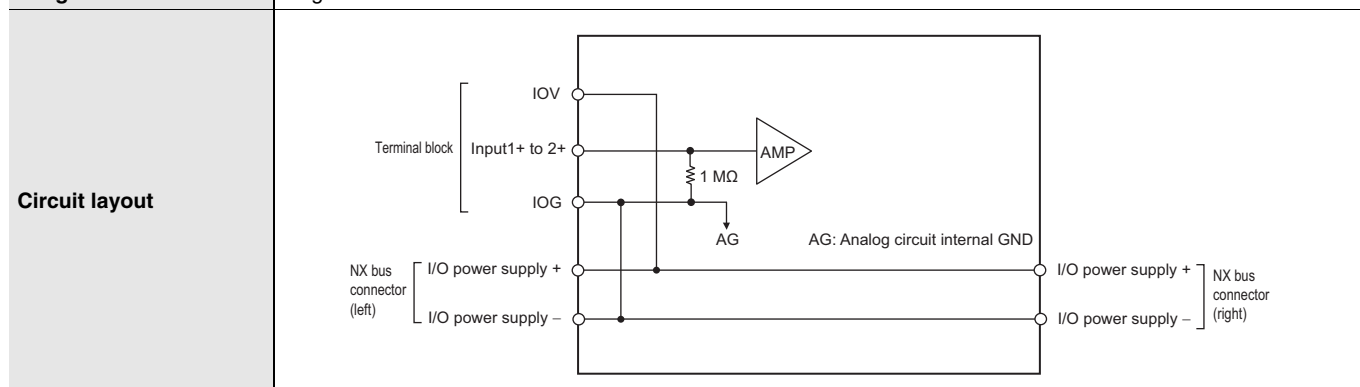 IOV
Terminal block
Input1+ to 2+
AMP
1 MΩ
IOG
Circuit layout
AG
AG: Analog circuit internal GND
NX bus
connector
(left)
I/O power supply +
I/O power supply –
I/O power supply +
I/O power supply –
NX bus
connector
(right)